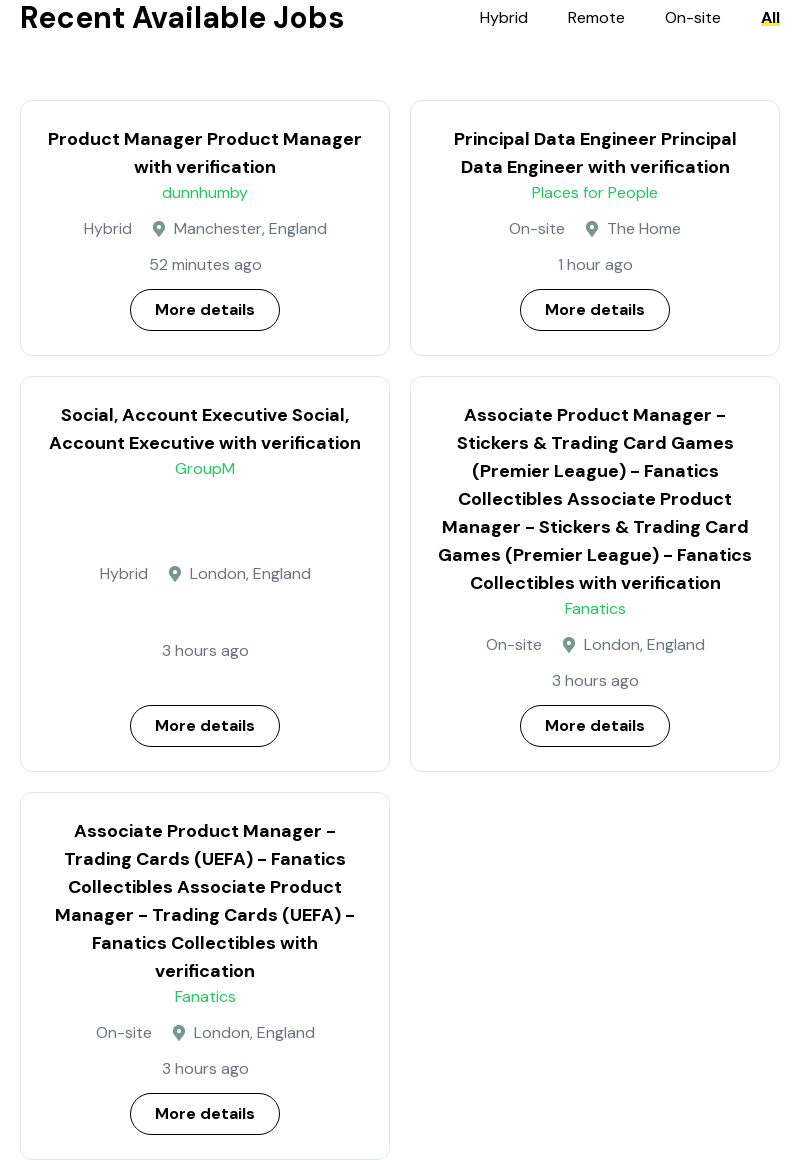 Recent Available Jobs
Hybrid Remote On-site All
Product Manager Product Manager
with verification
dunnhumby
Hybrid Manchester, England
52 minutes ago
More details
Principal Data Engineer Principal
Data Engineer with verification
Places for People
On-site The Home
1 hour ago
More details
Social, Account Executive Social,
Account Executive with verification
GroupM
Hybrid London, England
3 hours ago
More details
Associate Product Manager -
Stickers & Trading Card Games
(Premier League) - Fanatics
Collectibles Associate Product
Manager - Stickers & Trading Card
Games (Premier League) - Fanatics
Collectibles with verification
Fanatics
On-site London, England
3 hours ago
More details
Associate Product Manager -
Trading Cards (UEFA) - Fanatics
Collectibles Associate Product
Manager - Trading Cards (UEFA) -
Fanatics Collectibles with
verification
Fanatics
On-site London, England
3 hours ago
More details